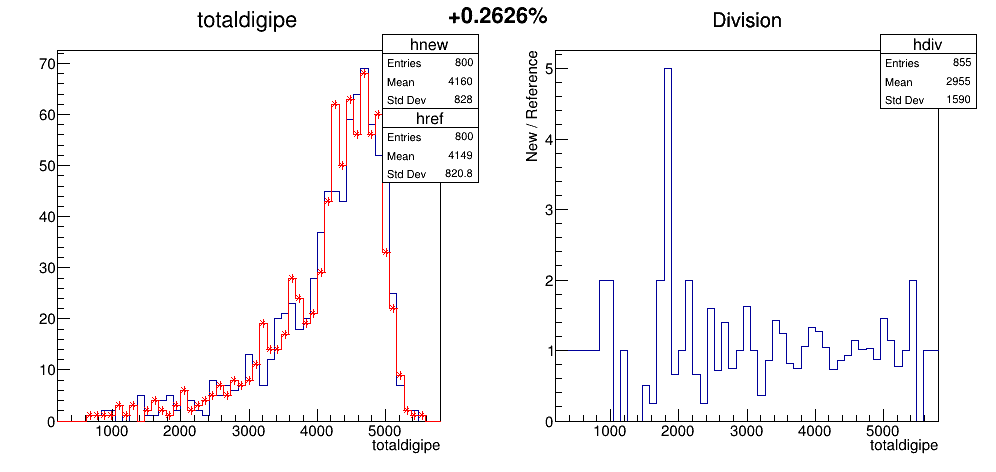 +0.2626%
totaldigipe
hnew
Entries 800
Mean 4160
Std Dev 828
href
Entries 800
Mean 4149
Std Dev 820.8
70
60
50
40
30
20
10
0
1000 2000 3000 4000 5000
totaldigipe
Division
hdiv
Entries 855
Mean 2955
Std Dev 1590
New / Reference
5
4
3
2
1
0
1000 2000 3000 4000 5000
totaldigipe